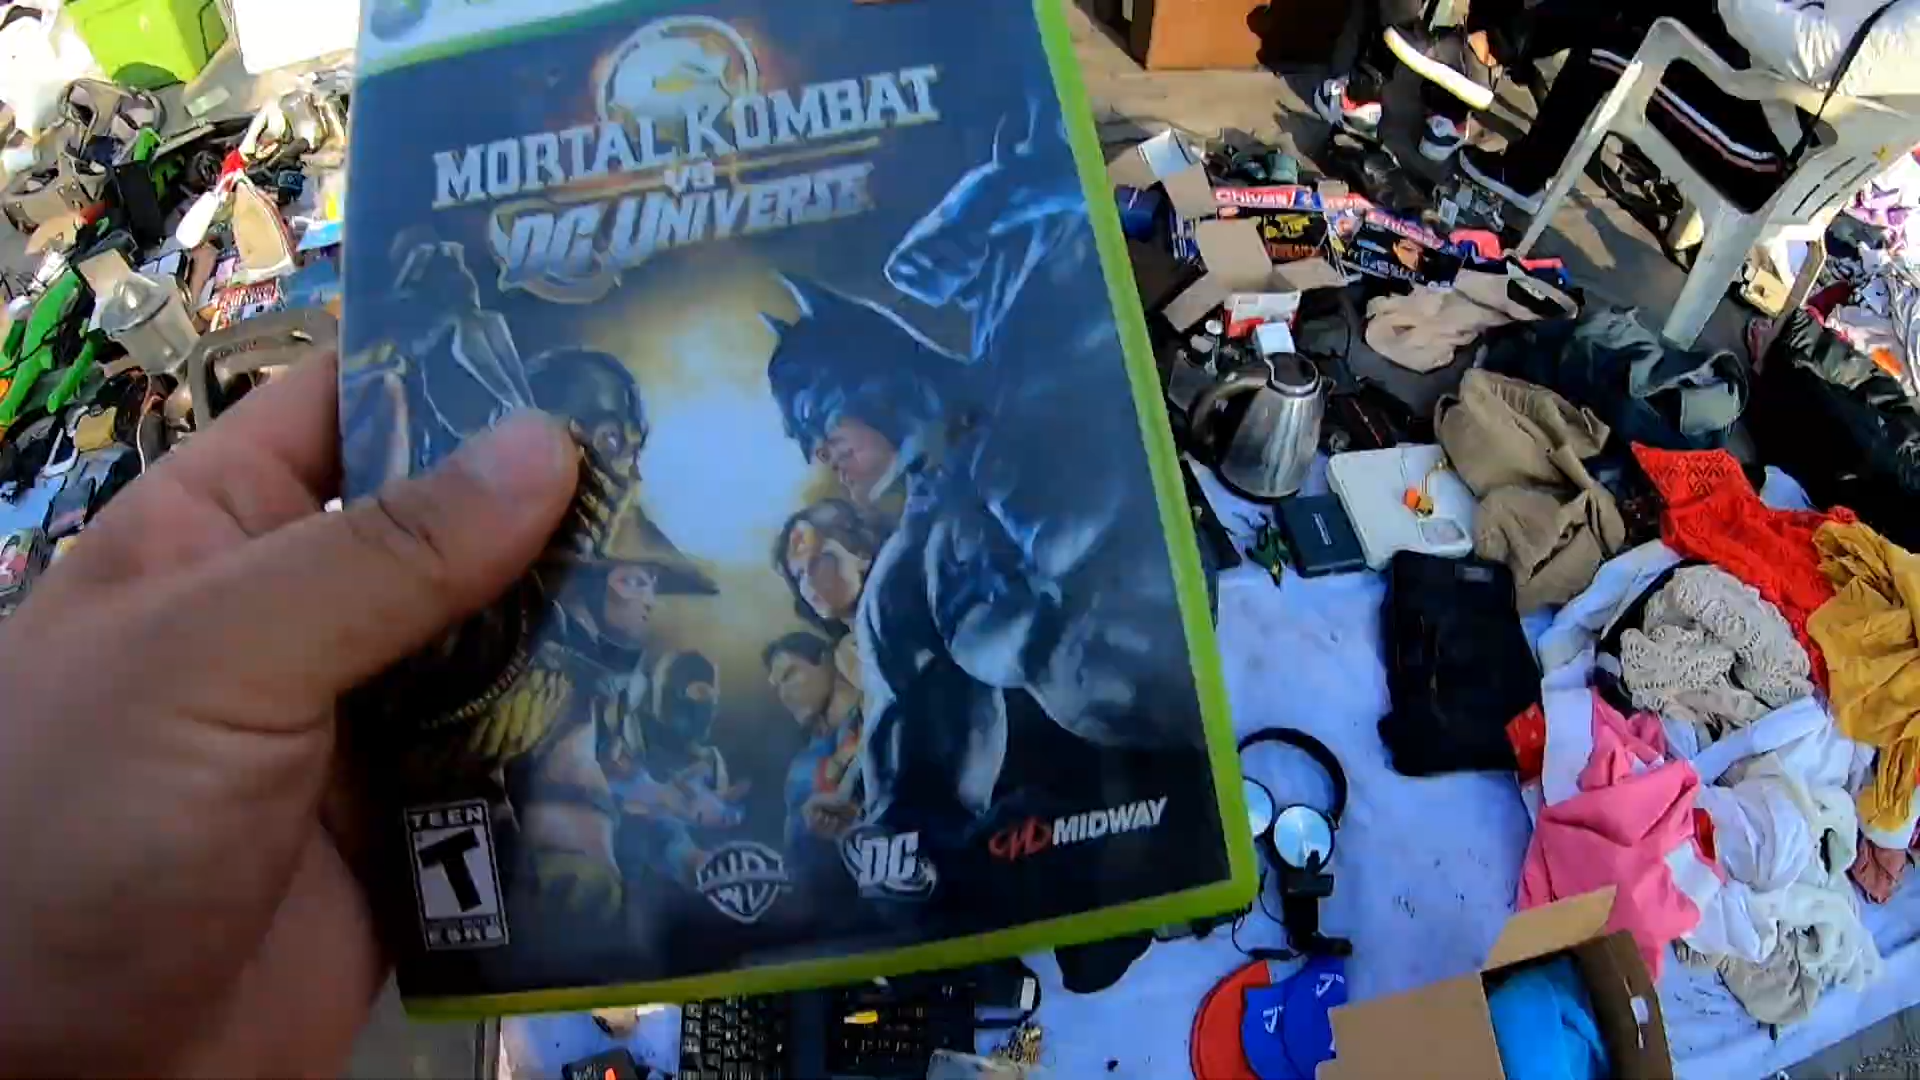 MORTAL KOMBAT
VS
DC UNIVERSE
TEEN
T
ESRB
WB
DC
MIDWAY
Chivas